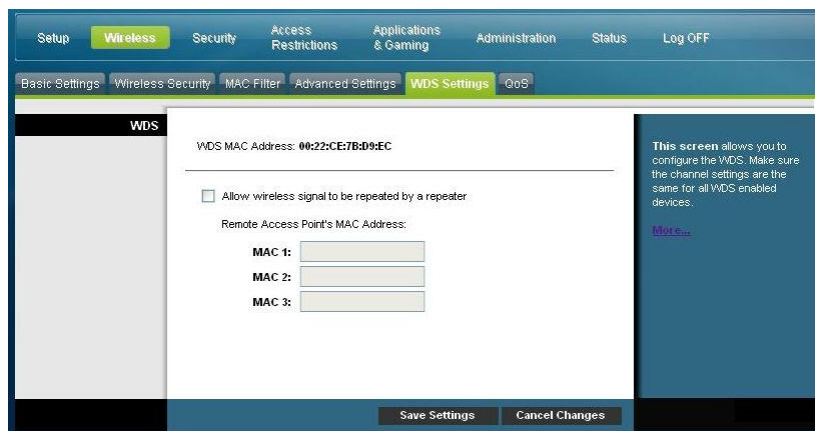 Setup Wireless Security Access Restrictions Applications & Gaming Administration Status Log OFF
Basic Settings Wireless Security MAC Filter Advanced Settings WDS Settings QoS
WDS
WDS MAC Address: 00:22:CE:7B:D9:EC
Allow wireless signal to be repeated by a repeater
Remote Access Point's MAC Address:
MAC 1:
MAC 2:
MAC 3:
This screen allows you to
configure the WDS. Make sure
the channel settings are the
same for all WDS enabled
devices.
More...
Save Settings Cancel Changes